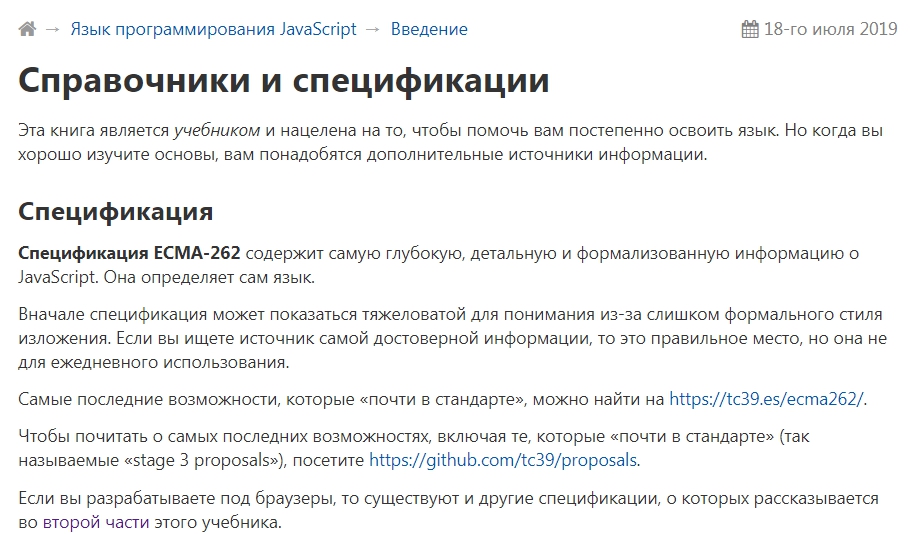 → Язык программирования JavaScript → Введение
18-го июля 2019
Справочники и спецификации
Эта книга является учебником и нацелена на то, чтобы помочь вам постепенно освоить язык. Но когда вы
хорошо изучите основы, вам понадобятся дополнительные источники информации.
Спецификация
Спецификация ECMA-262 содержит самую глубокую, детальную и формализованную информацию о
JavaScript. Она определяет сам язык.
Вначале спецификация может показаться тяжеловатой для понимания из-за слишком формального стиля
изложения. Если вы ищете источник самой достоверной информации, то это правильное место, но она не
для ежедневного использования.
Самые последние возможности, которые «почти в стандарте», можно найти на https://tc39.es/ecma262/.
Чтобы почитать о самых последних возможностях, включая те, которые «почти в стандарте» (так
называемые «stage 3 proposals»), посетите https://github.com/tc39/proposals.
Если вы разрабатываете под браузеры, то существуют и другие спецификации, о которых рассказывается
во второй части этого учебника.